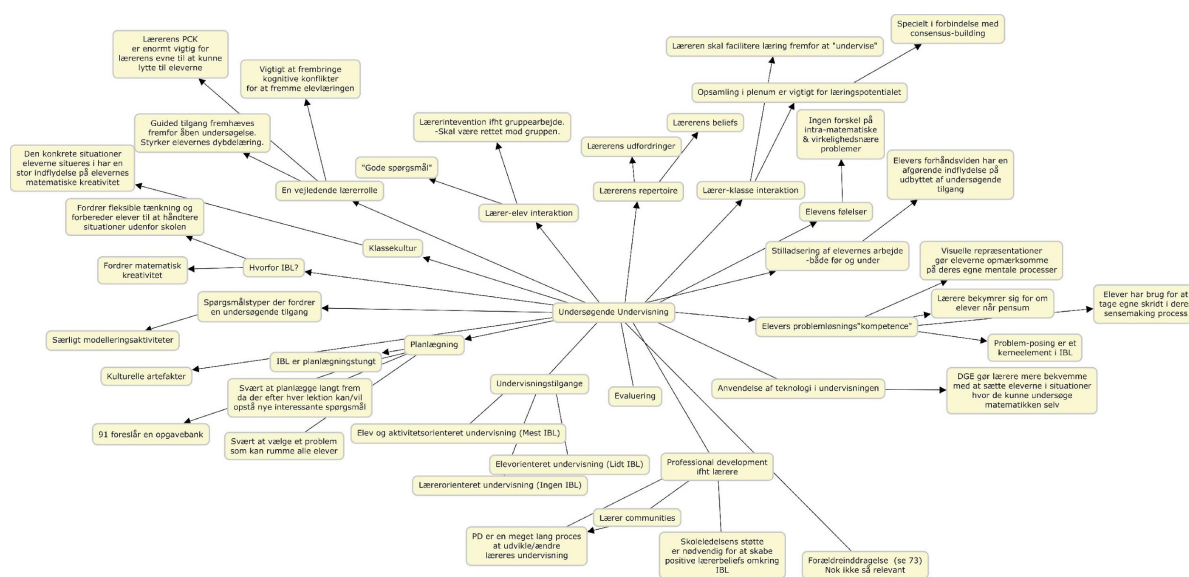 Lærerens PCK
er enormt vigtig for
lærerens evne til at kunne
lytte til eleverne
Vigtigt at frembringe
kognitive konflikter
for at fremme elevlæringen
Guided tilgang fremhæves
fremfor åben undersøgelse.
Styrker elevernes dybdelæring.
Den konkrete situationer
eleverne situeres i har en
stor indflydelse på elevernes
matematiske kreativitet
En vejledende lærerrolle
Fordrer fleksible tænkning og
forbereder elever til at håndtere
situationer udenfor skolen
Klassekultur
Fordrer matematisk
kreativitet
Hvorfor IBL?
Lærerintevention ifht gruppearbejde.
-Skal være rettet mod gruppen.
"Gode spørgsmål"
Lærer-elev interaktion
Lærerens beliefs
Lærerens udfordringer
Lærerens repertoire
Specielt i forbindelse med
consensus-building
Læreren skal facilitere læring fremfor at "undervise"
Opsamling i plenum er vigtigt for læringspotentialet
Ingen forskel på
intra-matematiske
& virkelighedsnære
problemer
Elevers forhåndsviden har en
afgørende indflydelse på
udbyttet af undersøgende
tilgang
Lærer-klasse interaktion
Elevens følelser
Stilladsering af elevernes arbejde
-både før og under
Visuelle repræsentationer
gør eleverne opmærksomme
på deres egne mentale processer
Lærere bekymrer sig for om
elever når pensum
Elever har brug for at
tage egne skridt i deres
sensemaking process
Problem-posing er et
kerneelement i IBL
Elevers problemløsnings"kompetence"
Undersøgende Undervisning
Spørgsmålstyper der fordrer
en undersøgende tilgang
Særligt modelleringsaktiviteter
Planlægning
IBL er planlægningstungt
Kulturelle artefakter
Svært at planlægge langt frem
da der efter hver lektion kan/vil
opstå nye interessante spørgsmål
91 foreslår en opgavebank
Svært at vælge et problem
som kan rumme alle elever
Undervisningstilgange
Elev og aktivitetsorienteret undervisning (Mest IBL)
Elevorienteret undervisning (Lidt IBL)
Lærerorienteret undervisning (Ingen IBL)
Evaluering
Anvendelse af teknologi i undervisningen
DGE gør lærere mere bekvemme
med at sætte eleverne i situationer
hvor de kunne undersøge
matematikken selv
Professional development
ifht lærere
Lærer communities
PD er en meget lang proces
at udvikle/ændre
læreres undervisning
Skoleledelsens støtte
er nødvendig for at skabe
positive lærerbeliefs omkring
IBL
Forældreinddragelse (se 73)
Nok ikke så relevant